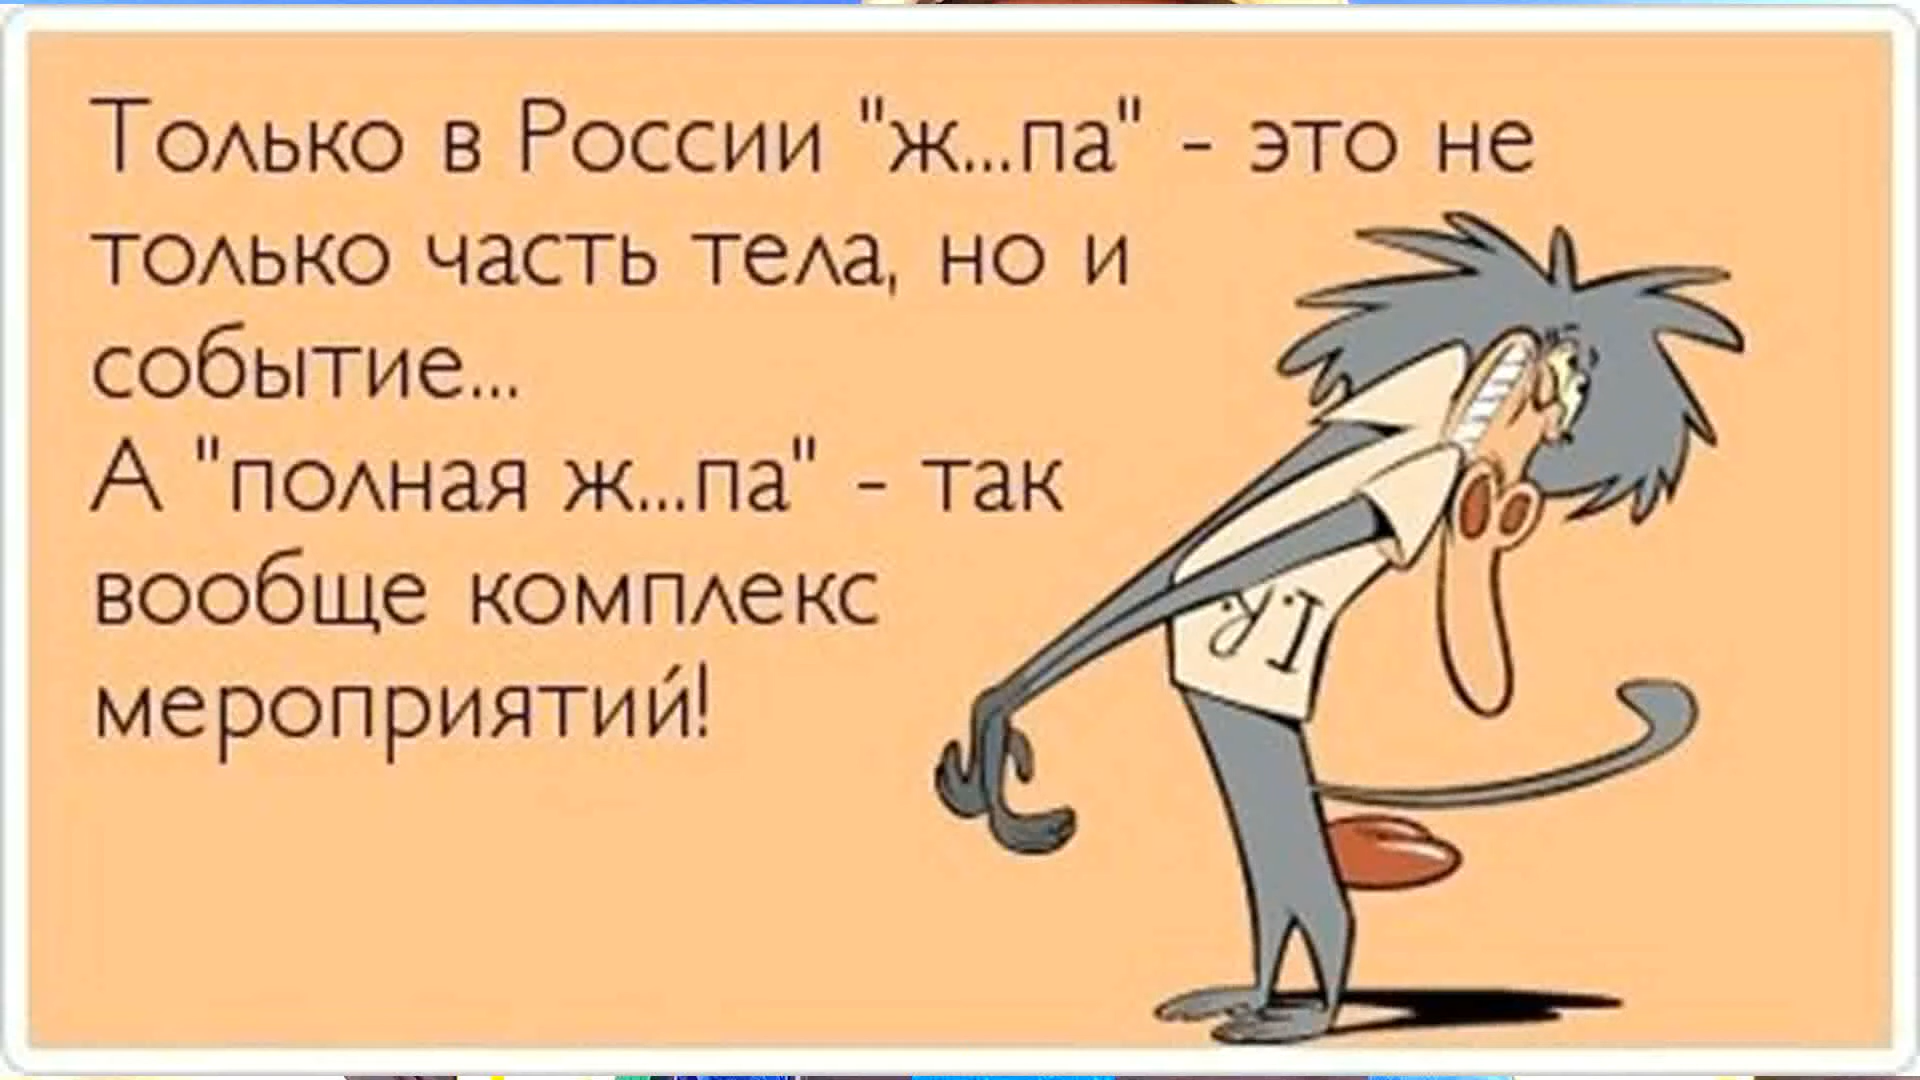 Только в России "ж...па" - это не
только часть тела, но и
событие...
А "полная ж...па" - так
вообще комплекс
мероприятий!
I.R.